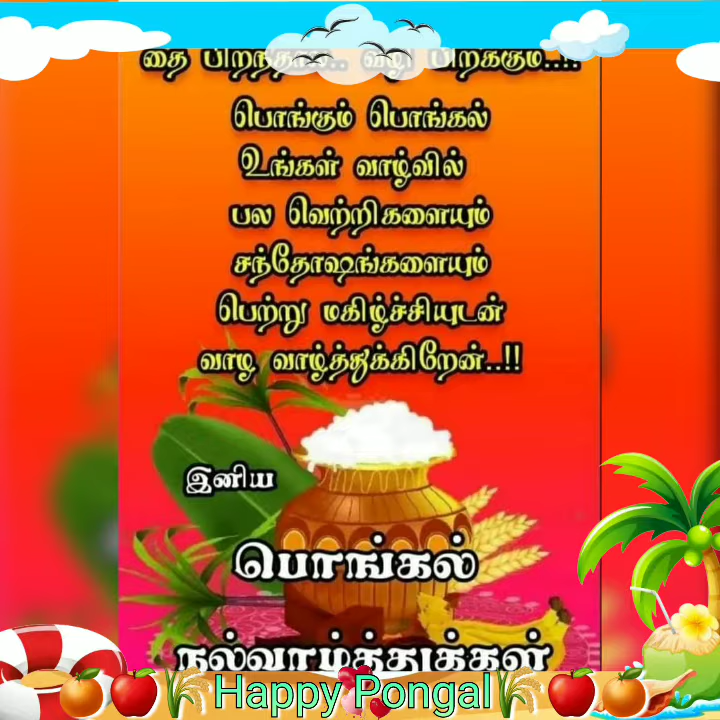 தை பிறந்தால்.. வழி பிறக்கும்..!!
பொங்கும் பொங்கல்
உங்கள் வாழ்வில்
பல வெற்றிகளையும்
சந்தோஷங்களையும்
பெற்று மகிழ்ச்சியுடன்
வாழ வாழ்த்துக்கிறேன்..!!
இனிய
பொங்கல்
நல்வாழ்த்துக்கள்
Happy Pongal